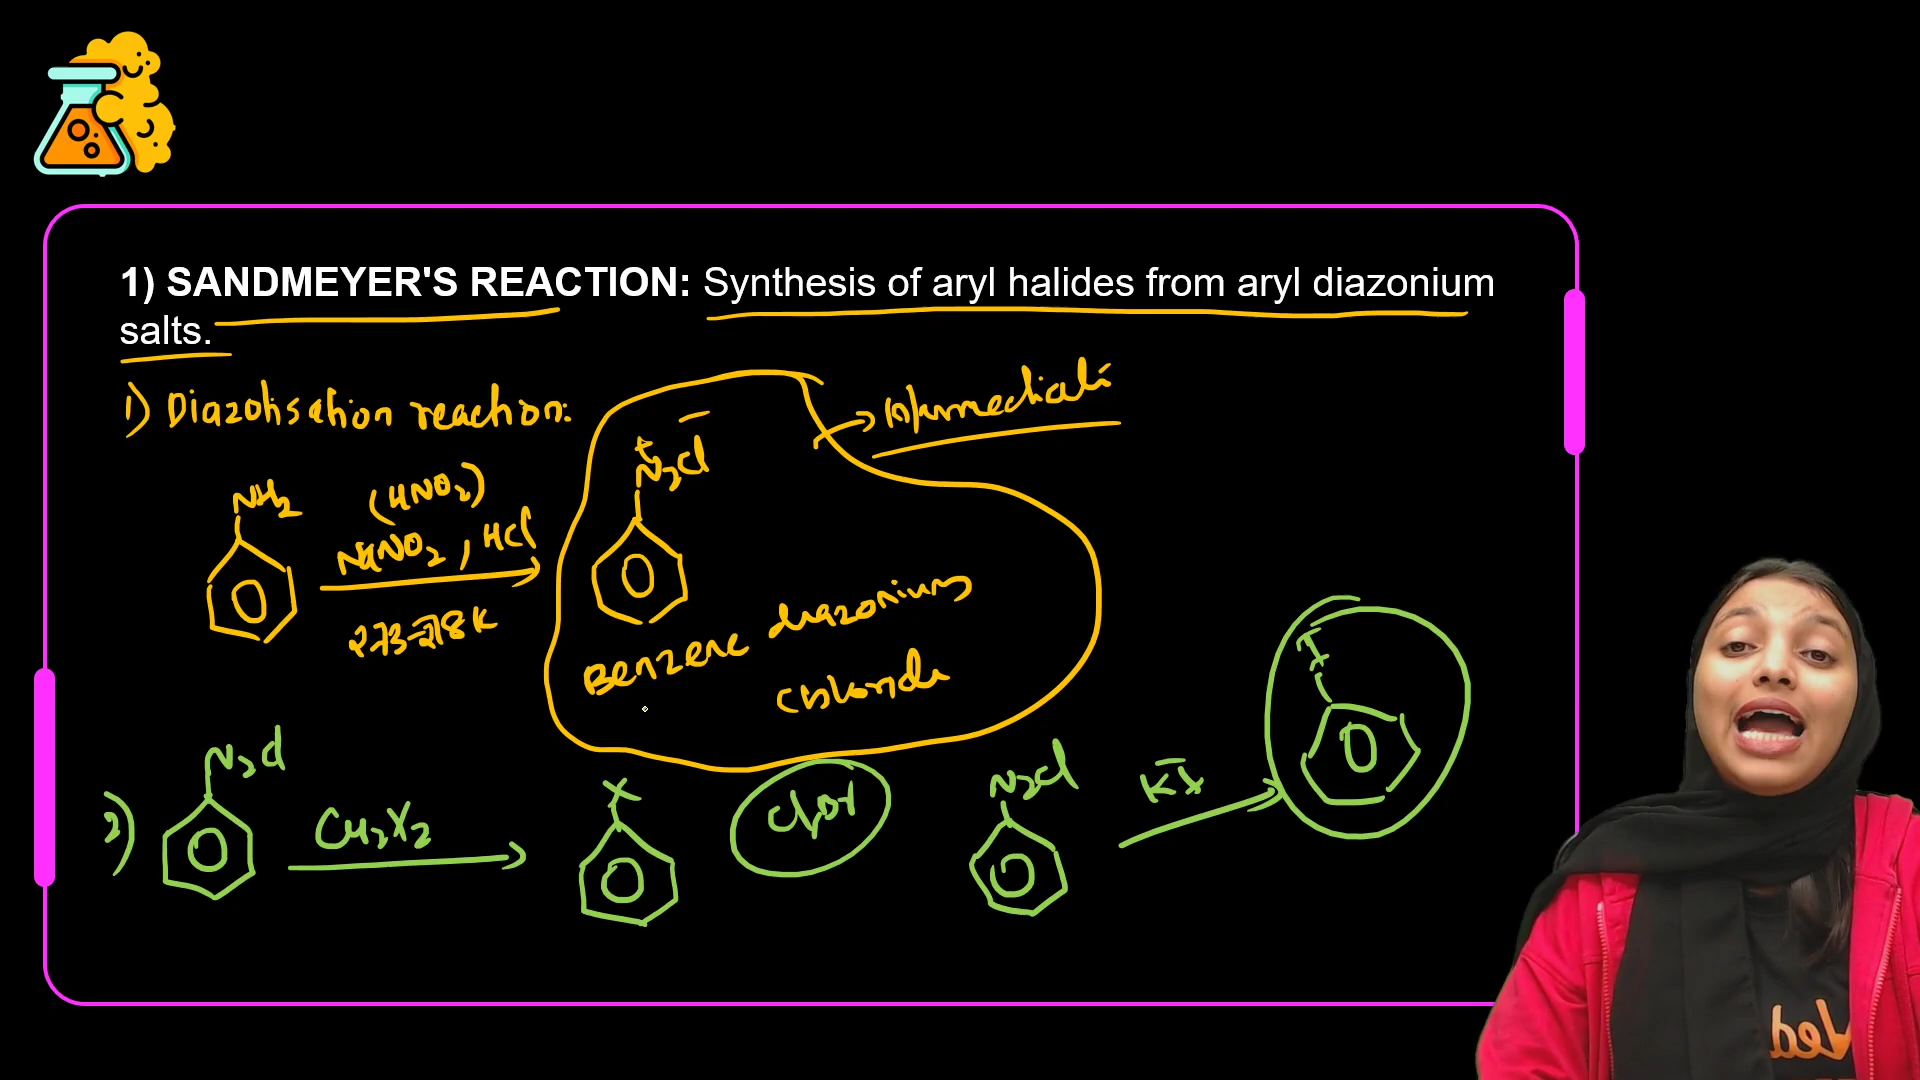 1) SANDMEYER'S REACTION: Synthesis of aryl halides from aryl diazonium
salts.
1) Diazotisation reaction:
Intermediate
NH2
(HNO2)
NaNO2, HCl
273-278K
N2Cl
+ -
Benzene diazonium
chloride
2)
N2Cl
Cu2X2
X
Cl, Br
N2Cl
KI
I